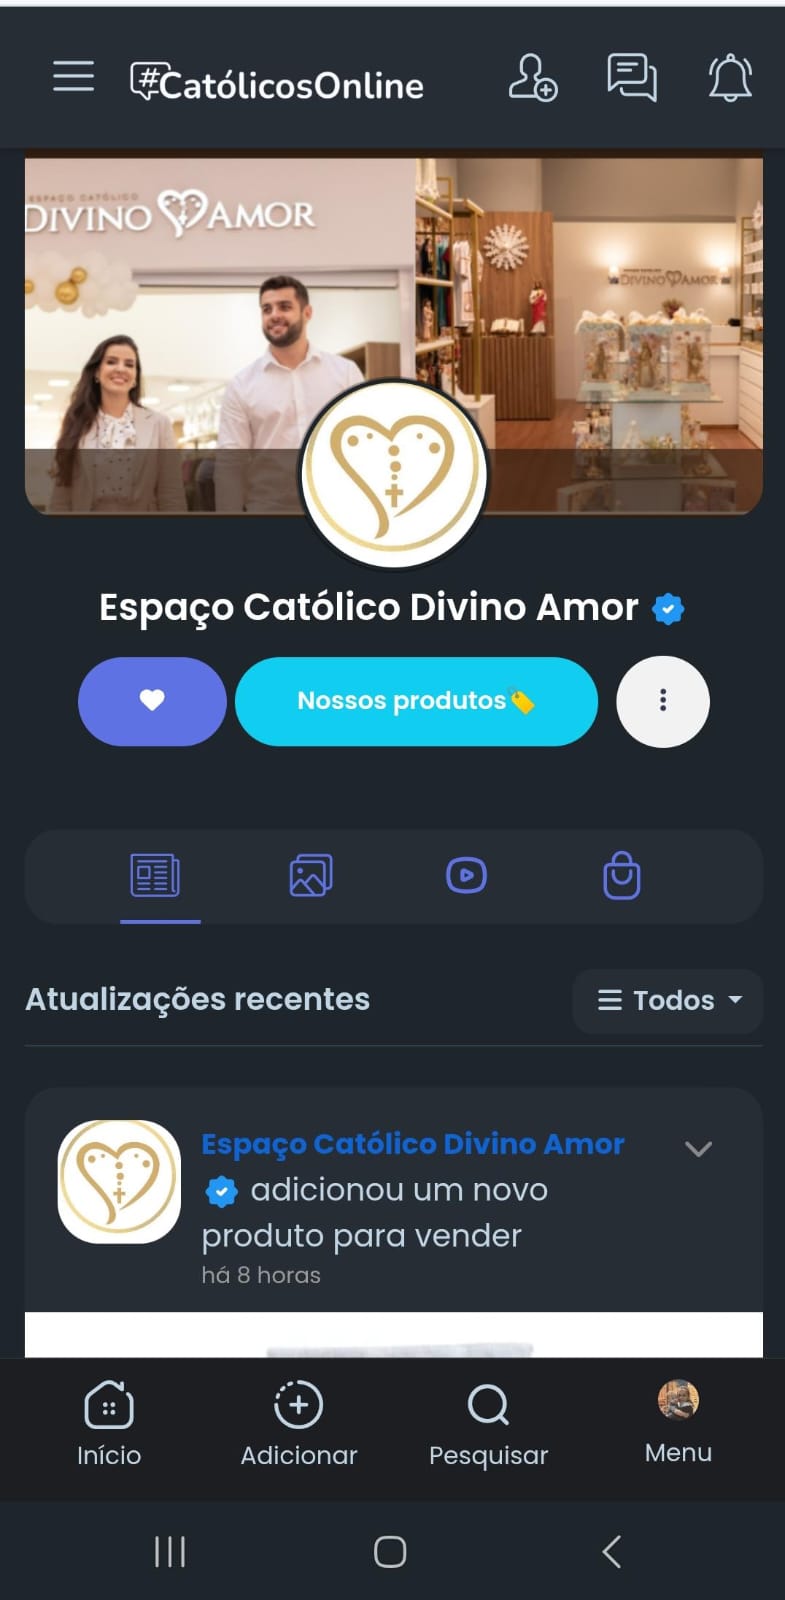 #CatólicosOnline
ESPAÇO CATÓLICO
DIVINO AMOR
DIVINO AMOR
Espaço Católico Divino Amor
Nossos produtos
Atualizações recentes
Todos
Espaço Católico Divino Amor
adicionou um novo
produto para vender
há 8 horas
Início
Adicionar
Pesquisar
Menu